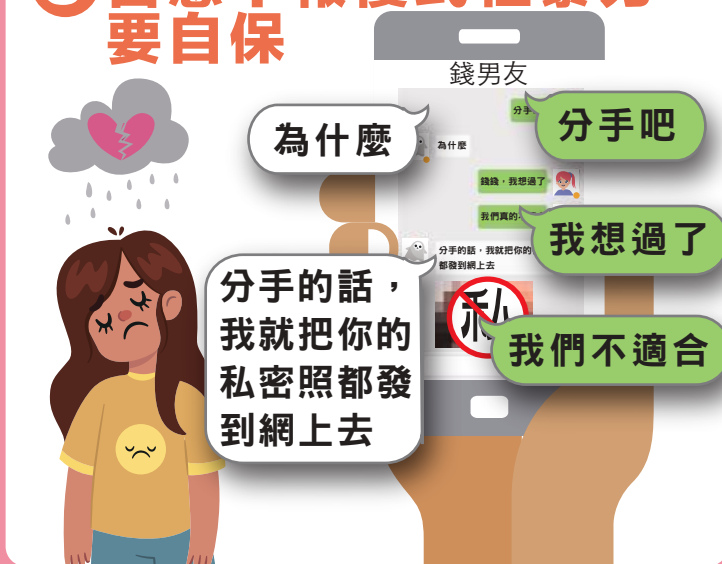 要自保
錢男友
分手吧
為什麼
為什麼
錢錢,我想過了
我們真的
我想過了
分手的話,我就把你的
都發到網上去
分手的話,
我就把你的
私密照都發
到網上去
私
我們不適合